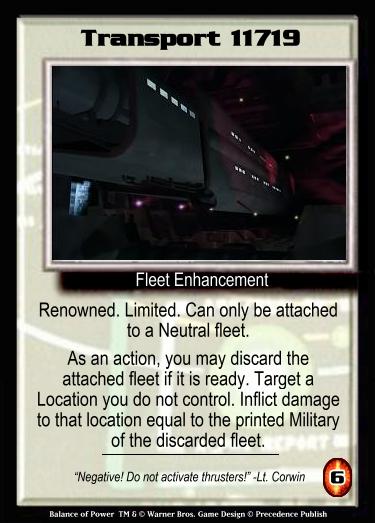 Transport 11719
Fleet Enhancement
Renowned. Limited. Can only be attached
to a Neutral fleet.
As an action, you may discard the
attached fleet if it is ready. Target a
Location you do not control. Inflict damage
to that location equal to the printed Military
of the discarded fleet.
“Negative! Do not activate thrusters!” -Lt. Corwin
6
Balance of Power TM & © Warner Bros. Game Design © Precedence Publish